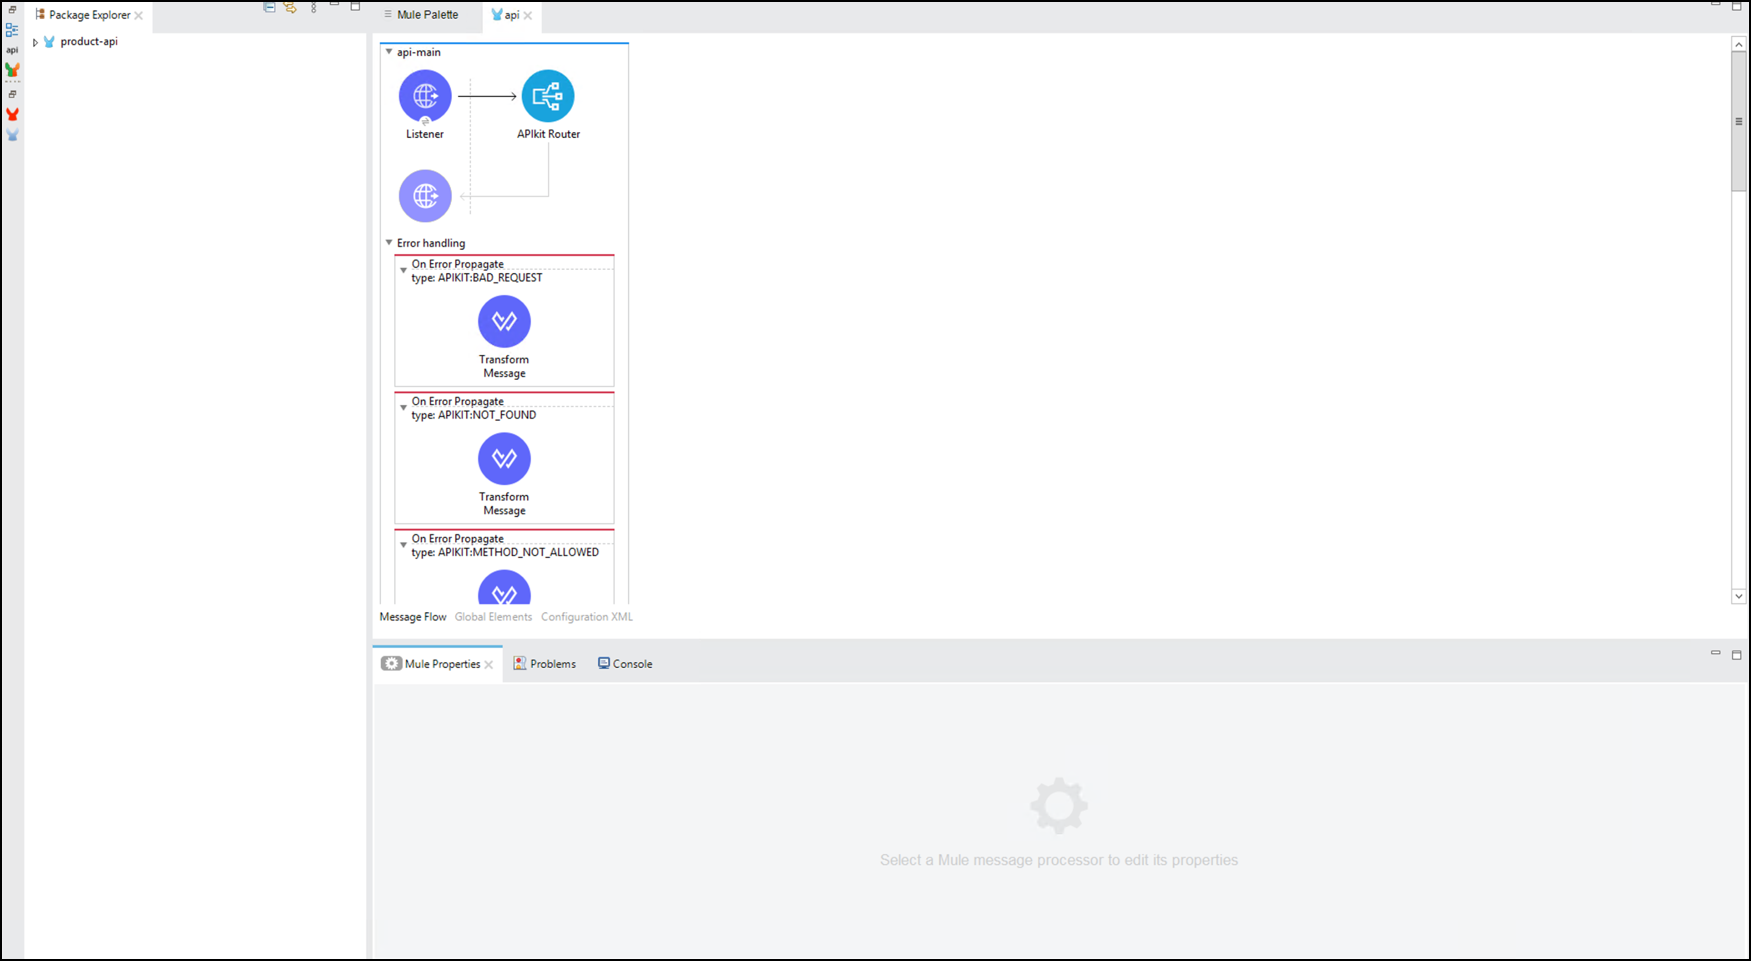 Package Explorer
Mule Palette
api
product-api
api
api-main
Listener
APIkit Router
Error handling
On Error Propagate
type: APIKIT:BAD_REQUEST
Transform
Message
On Error Propagate
type: APIKIT:NOT_FOUND
Transform
Message
On Error Propagate
type: APIKIT:METHOD_NOT_ALLOWED
Message Flow Global Elements Configuration XML
Mule Properties
Problems
Console
Select a Mule message processor to edit its properties